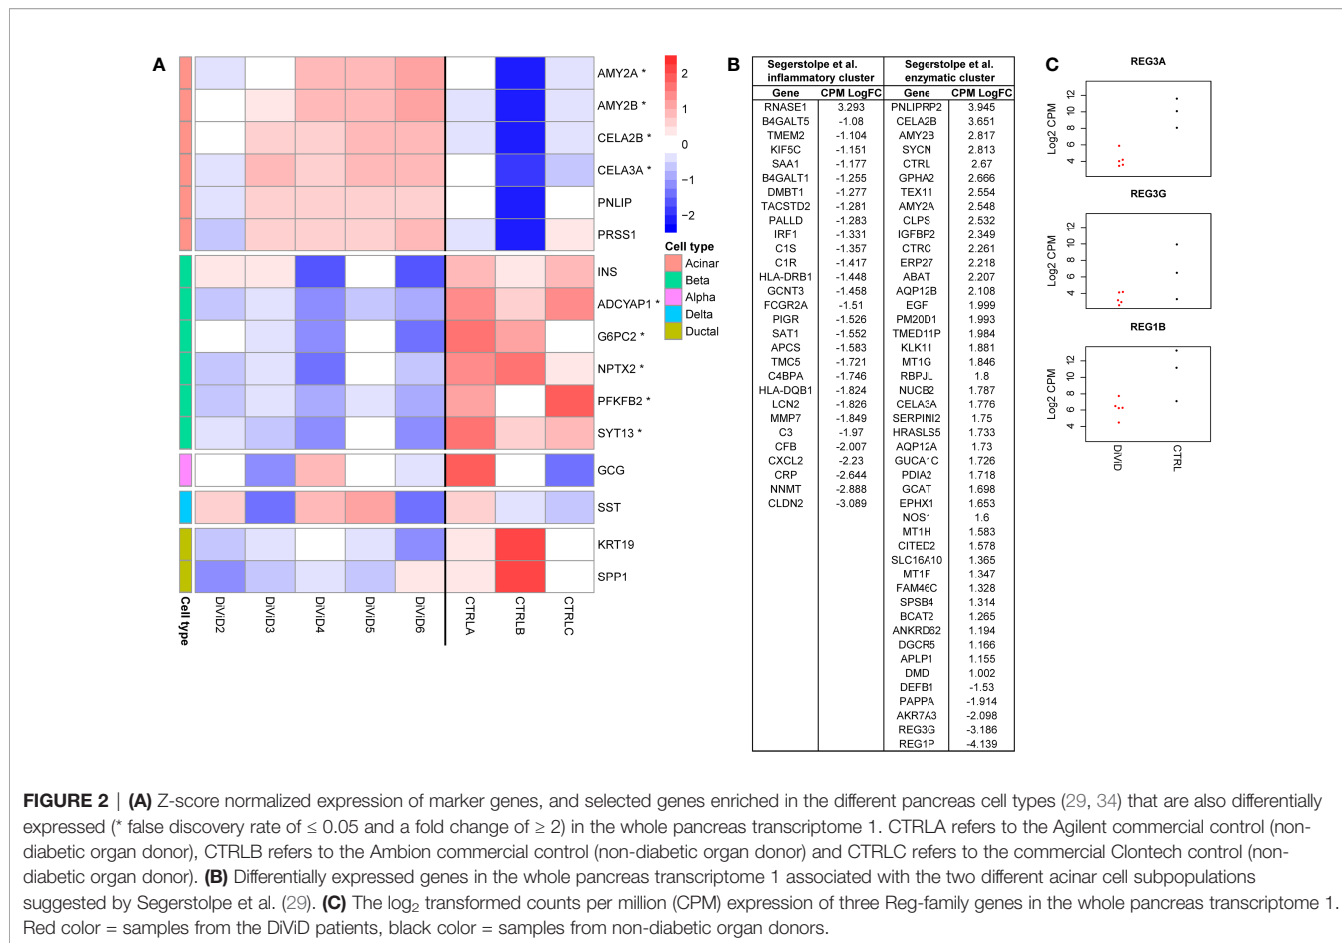 A
AMY2A *
AMY2B *
CELA2B *
CELA3A *
PNLIP
PRSS1
INS
ADCYAP1 *
G6PC2 *
NPTX2 *
PFKFB2 *
SYT13 *
GCG
SST
KRT19
SPP1
Cell type
DiViD2
DiViD3
DiViD4
DiViD5
DiViD6
CTRLA
CTRLB
CTRLC
2
1
0
−1
−2
Cell type
Acinar
Beta
Alpha
Delta
Ductal
B
Segerstolpe et al. inflammatory cluster
Segerstolpe et al. enzymatic cluster
Gene CPM LogFC Gene CPM LogFC
RNASE1 3.293 PNLIPRP2 3.945
B4GALT5 -1.08 CELA2B 3.651
TMEM2 -1.104 AMY2B 2.817
KIF5C -1.151 SYCN 2.813
SAA1 -1.177 CTRL 2.67
B4GALT1 -1.255 GPHA2 2.666
DMBT1 -1.277 TEX11 2.554
TACSTD2 -1.281 AMY2A 2.548
PALLD -1.283 CLPS 2.532
IRF1 -1.331 IGFBP2 2.349
C1S -1.357 CTRC 2.261
C1R -1.417 ERP27 2.218
HLA-DRB1 -1.448 ABAT 2.207
GCNT3 -1.458 AQP12B 2.108
FCGR2A -1.51 EGF 1.999
PIGR -1.526 PM20D1 1.993
SAT1 -1.552 TMED11P 1.984
APCS -1.583 KLK11 1.881
TMC5 -1.721 MT1G 1.846
C4BPA -1.746 RBPJL 1.8
HLA-DQB1 -1.824 NUCB2 1.787
LCN2 -1.826 CELA3A 1.776
MMP7 -1.849 SERPINI2 1.75
C3 -1.97 HRASLS5 1.733
CFB -2.007 AQP12A 1.73
CXCL2 -2.23 GUCA1C 1.726
CRP -2.644 PDIA2 1.718
NNMT -2.888 GCAT 1.698
CLDN2 -3.089 EPHX1 1.653
NOS1 1.6
MT1H 1.583
CITED2 1.578
SLC16A10 1.365
MT1F 1.347
FAM46C 1.328
SPSB4 1.314
BCAT2 1.265
ANKRD62 1.194
DGCR5 1.166
APLP1 1.155
DMD 1.002
DEFB1 -1.53
PAPPA -1.914
AKR7A3 -2.098
REG3G -3.186
REG1P -4.139
C
REG3A
Log2 CPM
12
10
8
6
4
REG3G
Log2 CPM
12
10
8
6
4
REG1B
Log2 CPM
12
10
8
6
4
DiViD
CTRL
FIGURE 2 | (A) Z-score normalized expression of marker genes, and selected genes enriched in the different pancreas cell types (29, 34) that are also differentially
expressed (* false discovery rate of ≤ 0.05 and a fold change of ≥ 2) in the whole pancreas transcriptome 1. CTRLA refers to the Agilent commercial control (non-
diabetic organ donor), CTRLB refers to the Ambion commercial control (non-diabetic organ donor) and CTRLC refers to the commercial Clontech control (non-
diabetic organ donor). (B) Differentially expressed genes in the whole pancreas transcriptome 1 associated with the two different acinar cell subpopulations
suggested by Segerstolpe et al. (29). (C) The log₂ transformed counts per million (CPM) expression of three Reg-family genes in the whole pancreas transcriptome 1.
Red color = samples from the DiViD patients, black color = samples from non-diabetic organ donors.